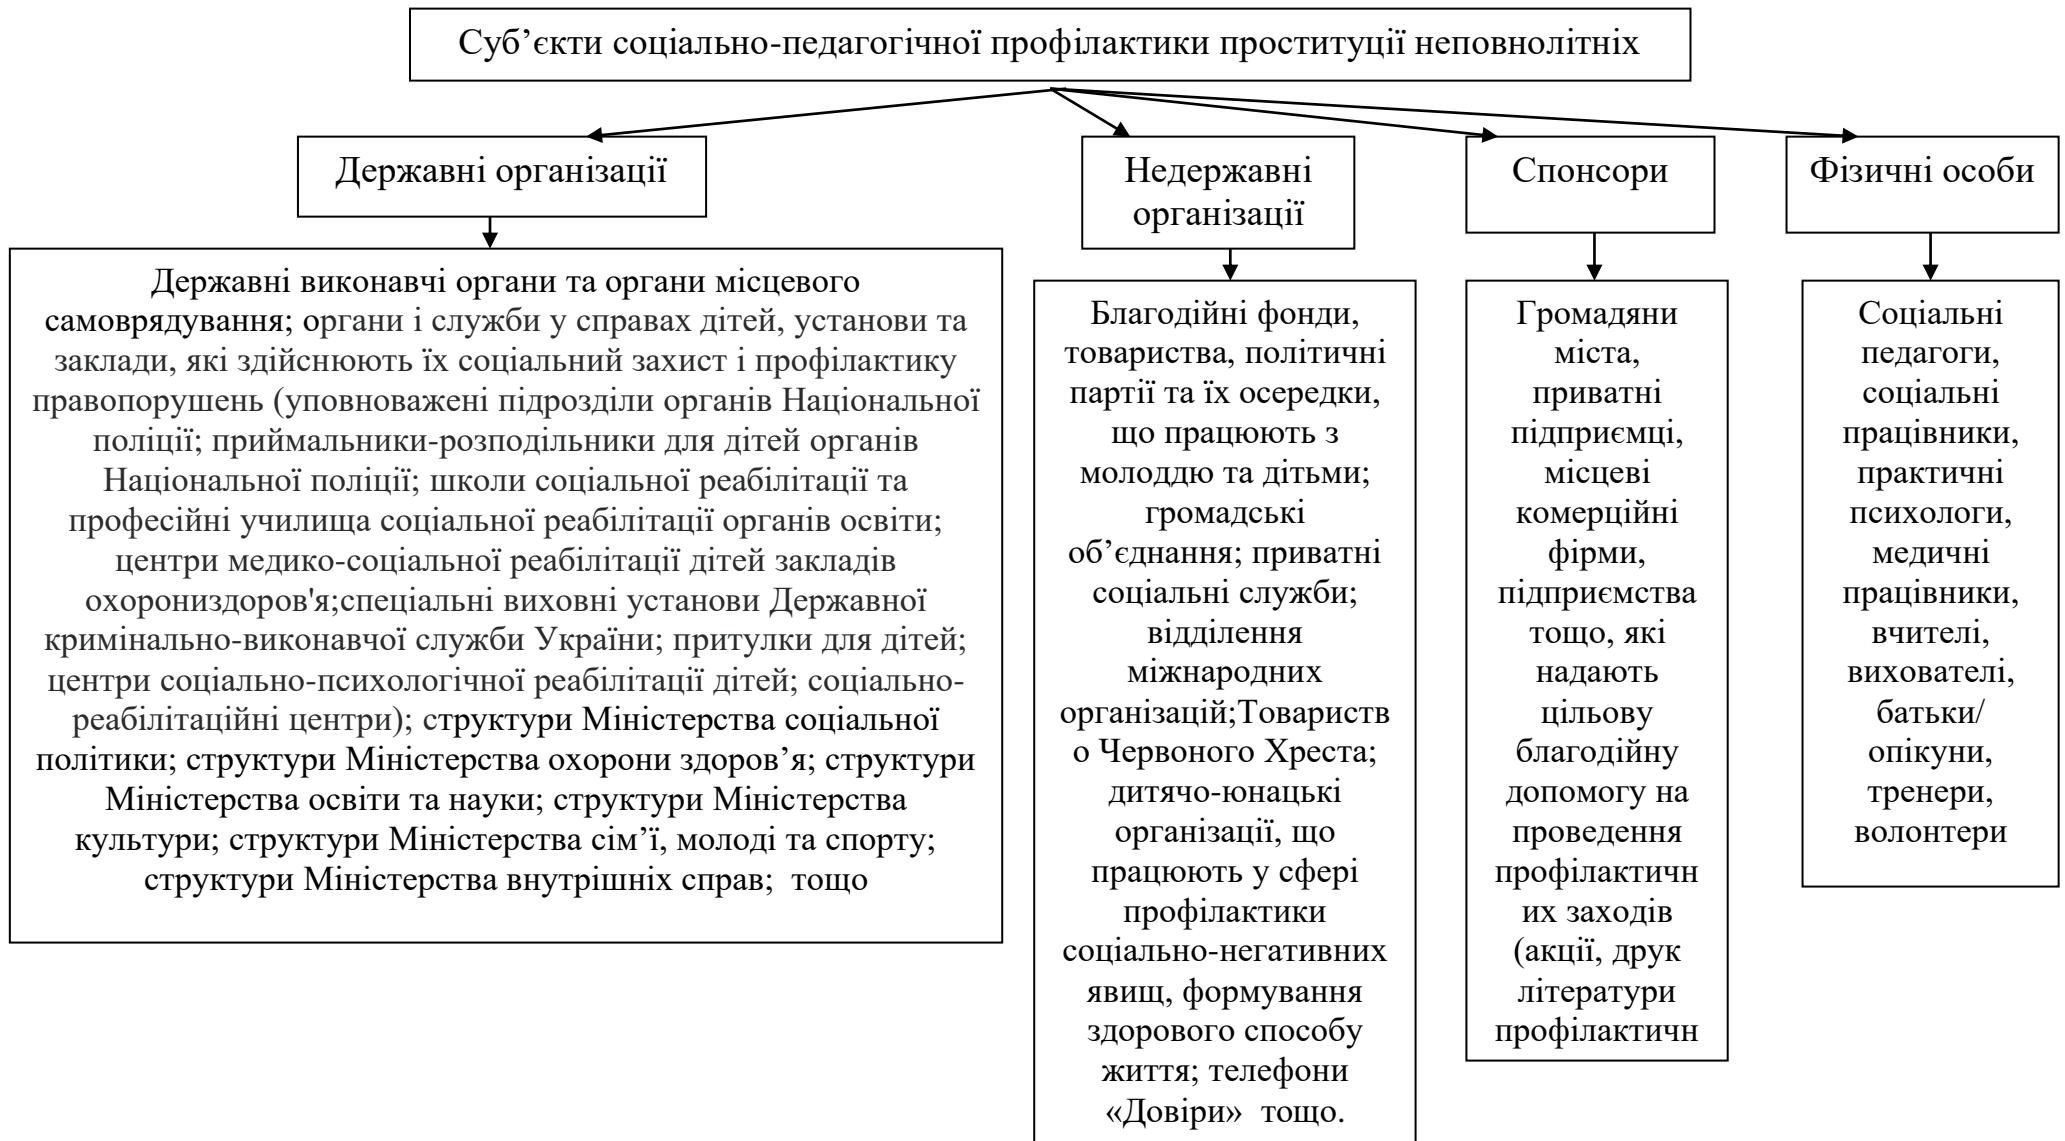 Суб’єкти соціально-педагогічної профілактики проституції неповнолітніх
Державні організації
Недержавні
організації
Спонсори
Фізичні особи
Державні виконавчі органи та органи місцевого
самоврядування; органи і служби у справах дітей, установи та
заклади, які здійснюють їх соціальний захист і профілактику
правопорушень (уповноважені підрозділи органів Національної
поліції; приймальники-розподільники для дітей органів
Національної поліції; школи соціальної реабілітації та
професійні училища соціальної реабілітації органів освіти;
центри медико-соціальної реабілітації дітей закладів
охорониздоров'я;спеціальні виховні установи Державної
кримінально-виконавчої служби України; притулки для дітей;
центри соціально-психологічної реабілітації дітей; соціально-
реабілітаційні центри); структури Міністерства соціальної
політики; структури Міністерства охорони здоров’я; структури
Міністерства освіти та науки; структури Міністерства
культури; структури Міністерства сім’ї, молоді та спорту;
структури Міністерства внутрішніх справ;  тощо
Благодійні фонди,
товариства, політичні
партії та їх осередки,
що працюють з
молоддю та дітьми;
громадські
об’єднання; приватні
соціальні служби;
відділення
міжнародних
організацій;Товариств
о Червоного Хреста;
дитячо-юнацькі
організації, що
працюють у сфері
профілактики
соціально-негативних
явищ, формування
здорового способу
життя; телефони
«Довіри»  тощо.
Громадяни
міста,
приватні
підприємці,
місцеві
комерційні
фірми,
підприємства
тощо, які
надають
цільову
благодійну
допомогу на
проведення
профілактичн
их заходів
(акції, друк
літератури
профілактичн
Соціальні
педагоги,
соціальні
працівники,
практичні
психологи,
медичні
працівники,
вчителі,
вихователі,
батьки/
опікуни,
тренери,
волонтери